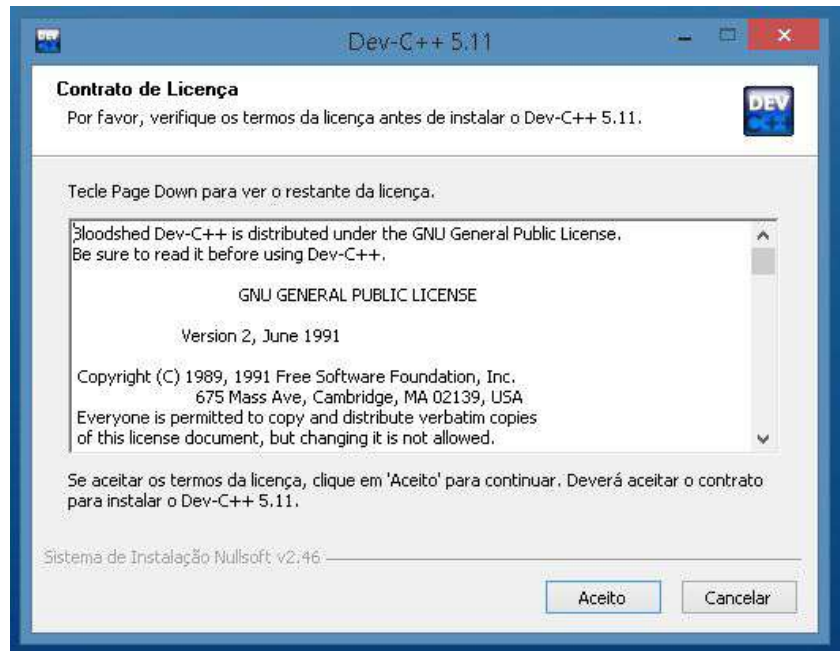 Dev-C++ 5.11
Contrato de Licença
Por favor, verifique os termos da licença antes de instalar o Dev-C++ 5.11.
DEV
C++
Tecle Page Down para ver o restante da licença.
Bloodshed Dev-C++ is distributed under the GNU General Public License.
Be sure to read it before using Dev-C++.
GNU GENERAL PUBLIC LICENSE
Version 2, June 1991
Copyright (C) 1989, 1991 Free Software Foundation, Inc.
675 Mass Ave, Cambridge, MA 02139, USA
Everyone is permitted to copy and distribute verbatim copies
of this license document, but changing it is not allowed.
Se aceitar os termos da licença, clique em 'Aceito' para continuar. Deverá aceitar o contrato
para instalar o Dev-C++ 5.11.
Sistema de Instalação Nullsoft v2.46
Aceito Cancelar